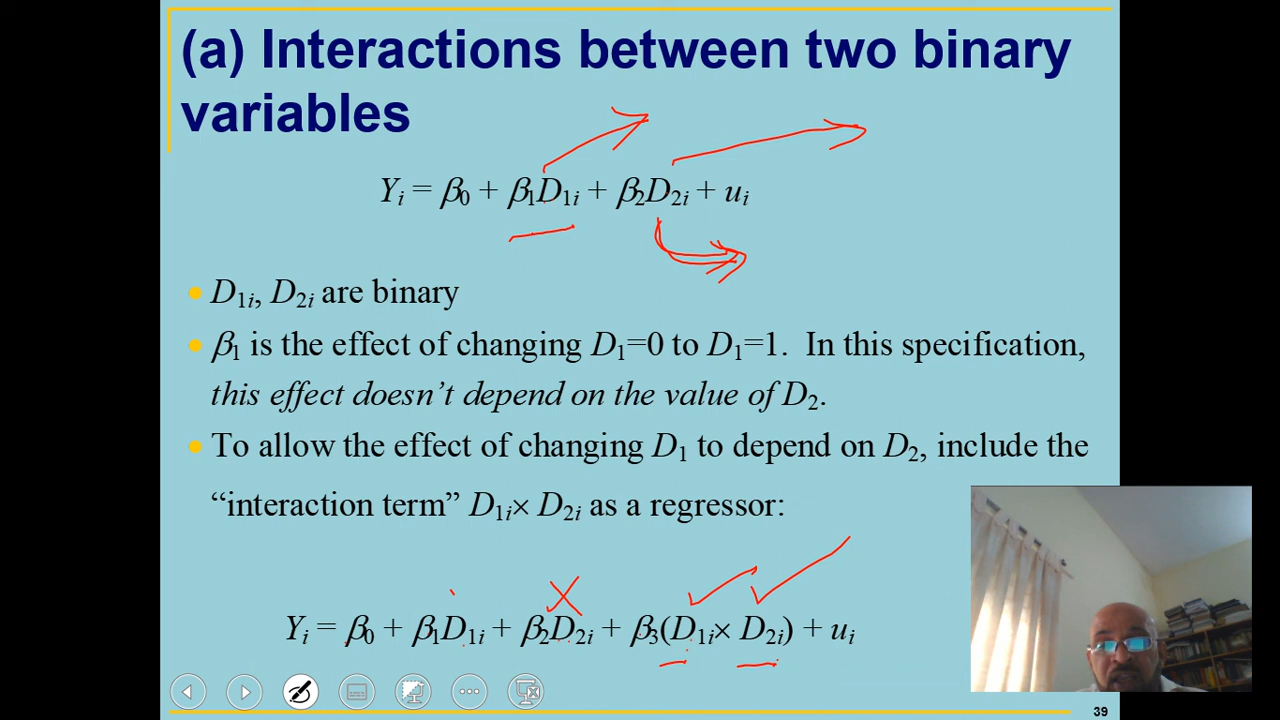 (a) Interactions between two binary
variables
Yᵢ = β₀ + β₁D₁ᵢ + β₂D₂ᵢ + uᵢ
• D₁ᵢ, D₂ᵢ are binary
• β₁ is the effect of changing D₁=0 to D₁=1. In this specification,
this effect doesn’t depend on the value of D₂.
• To allow the effect of changing D₁ to depend on D₂, include the
“interaction term” D₁ᵢ× D₂ᵢ as a regressor:
Yᵢ = β₀ + β₁D₁ᵢ + β₂D₂ᵢ + β₃(D₁ᵢ× D₂ᵢ) + uᵢ
39